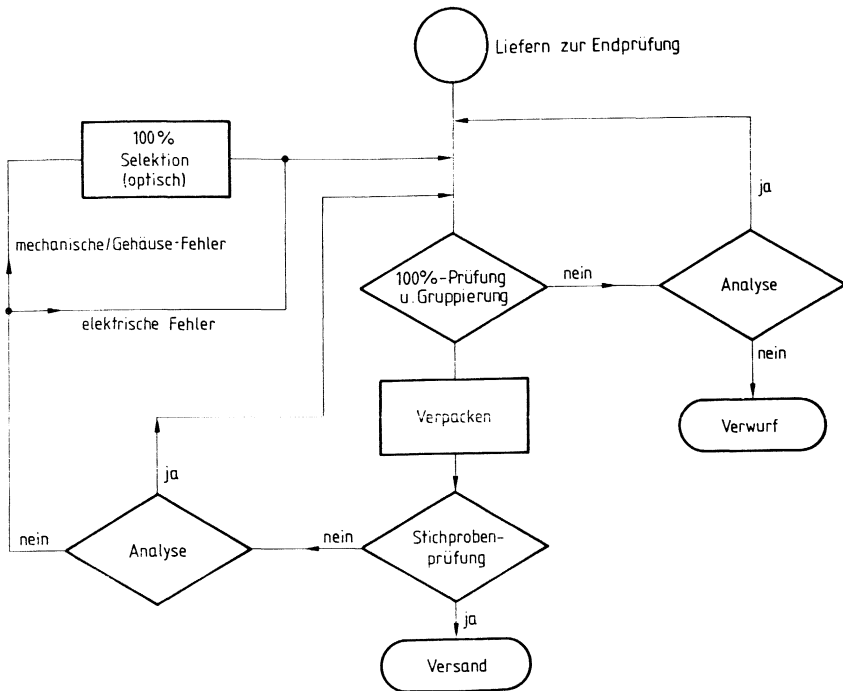 Liefern zur Endprüfung
100%
Selektion
(optisch)
ja
mechanische/Gehäuse-Fehler
100%-Prüfung
u. Gruppierung
nein
Analyse
elektrische Fehler
nein
Verpacken
Verwurf
ja
nein
Analyse
nein
Stichproben-
prüfung
ja
Versand